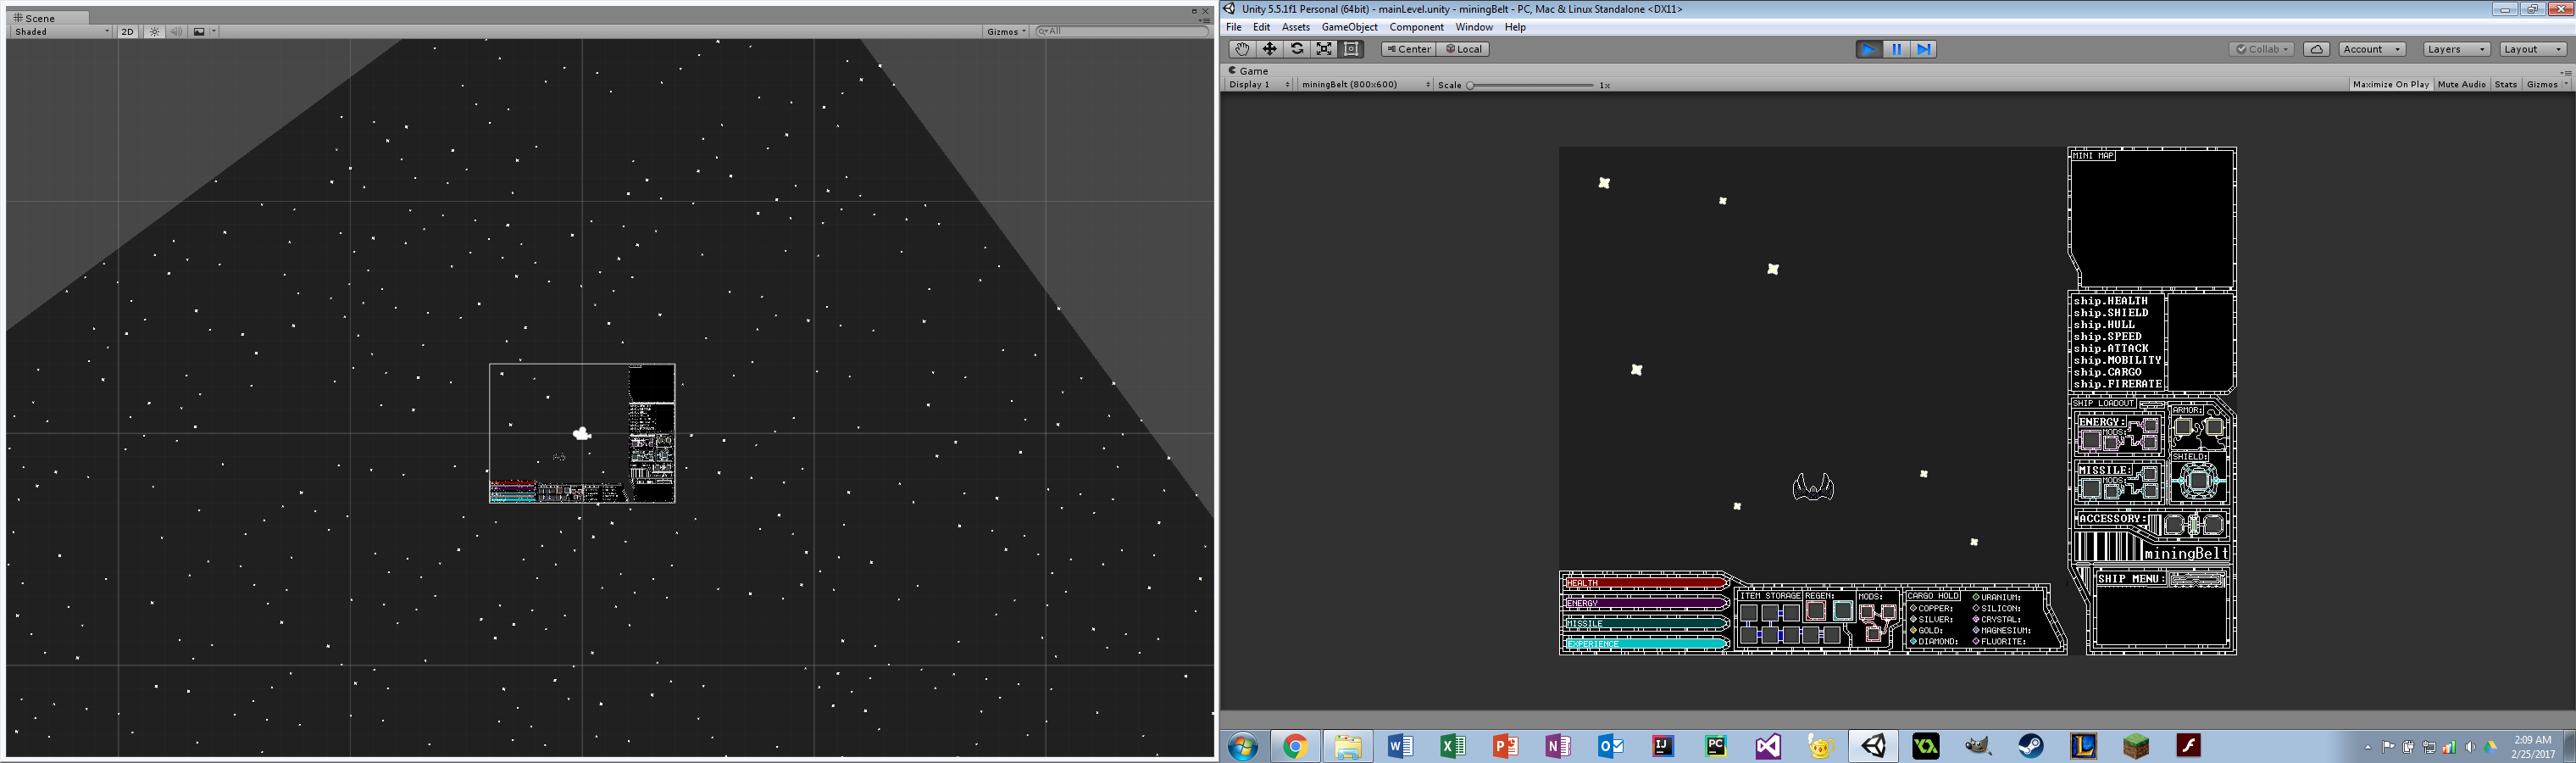 Scene
Shaded
2D
Gizmos
All
Unity 5.5.1f1 Personal (64bit) - mainLevel.unity - miningBelt - PC, Mac & Linux Standalone <DX11>
File Edit Assets GameObject Component Window Help
Center Local
Collab Account Layers Layout
Game
Display 1 miningBelt (800x600) Scale 1x
Maximize On Play Mute Audio Stats Gizmos
MINI MAP
ship.HEALTH
ship.SHIELD
ship.HULL
ship.SPEED
ship.ATTACK
ship.MOBILITY
ship.CARGO
ship.FIRERATE
SHIP LOADOUT
ARMOR:
ENERGY:
MODS:
SHIELD:
MISSILE:
MODS:
ACCESSORY:
miningBelt
SHIP MENU:
HEALTH
ENERGY
MISSILE
EXPERIENCE
ITEM STORAGE REGEN: MODS:
CARGO HOLD
COPPER:
SILVER:
GOLD:
DIAMOND:
URANIUM:
SILICON:
CRYSTAL:
MAGNESIUM:
FLUORITE:
2:09 AM
2/25/2017